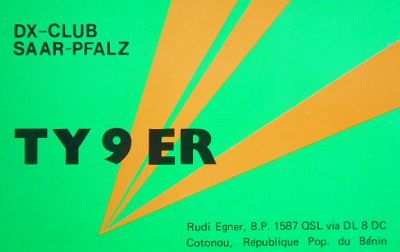 DX-CLUB
SAAR-PFALZ
TY9ER
Rudi Egner, B.P. 1587 QSL via DL 8 DC
Cotonou, République Pop. du Bénin